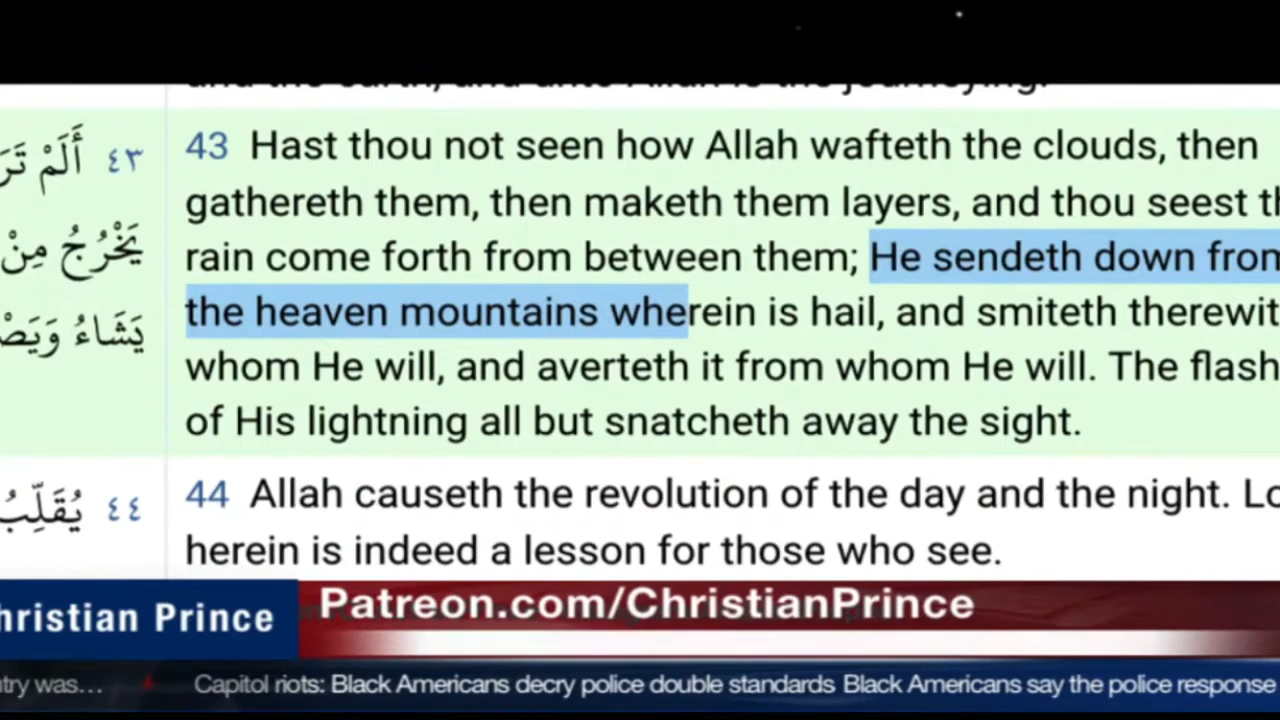 43 Hast thou not seen how Allah wafteth the clouds, then
gathereth them, then maketh them layers, and thou seest
rain come forth from between them; He sendeth down from
the heaven mountains wherein is hail, and smiteth
whom He will, and averteth it from whom He will. The flash
of His lightning all but snatcheth away the sight.
٤٣ أَلَمْ
يَخْرُجُ مِنْ
يَشَاءُ
44 Allah causeth the revolution of the day and the night.
herein is indeed a lesson for those who see.
٤٤ يُقَلِّبُ
Christian Prince
Patreon.com/ChristianPrince
was... Capitol riots: Black Americans decry police double standards Black Americans say the police response